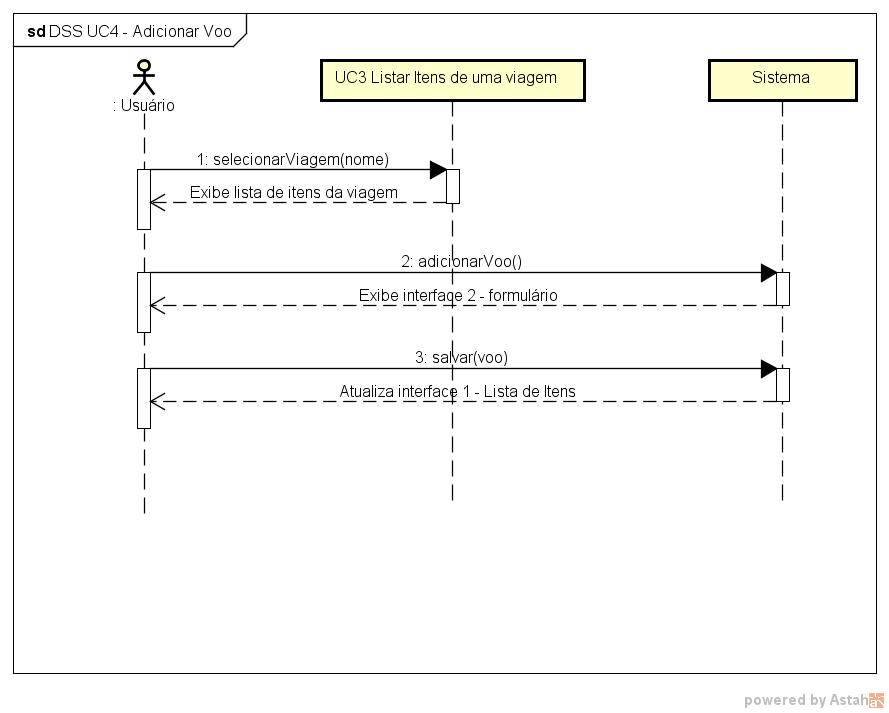 sd DSS UC4 - Adicionar Voo
: Usuário
UC3 Listar Itens de uma viagem
Sistema
1: selecionarViagem(nome)
Exibe lista de itens da viagem
2: adicionarVoo()
Exibe interface 2 - formulário
3: salvar(voo)
Atualiza interface 1 - Lista de Itens
powered by Astah